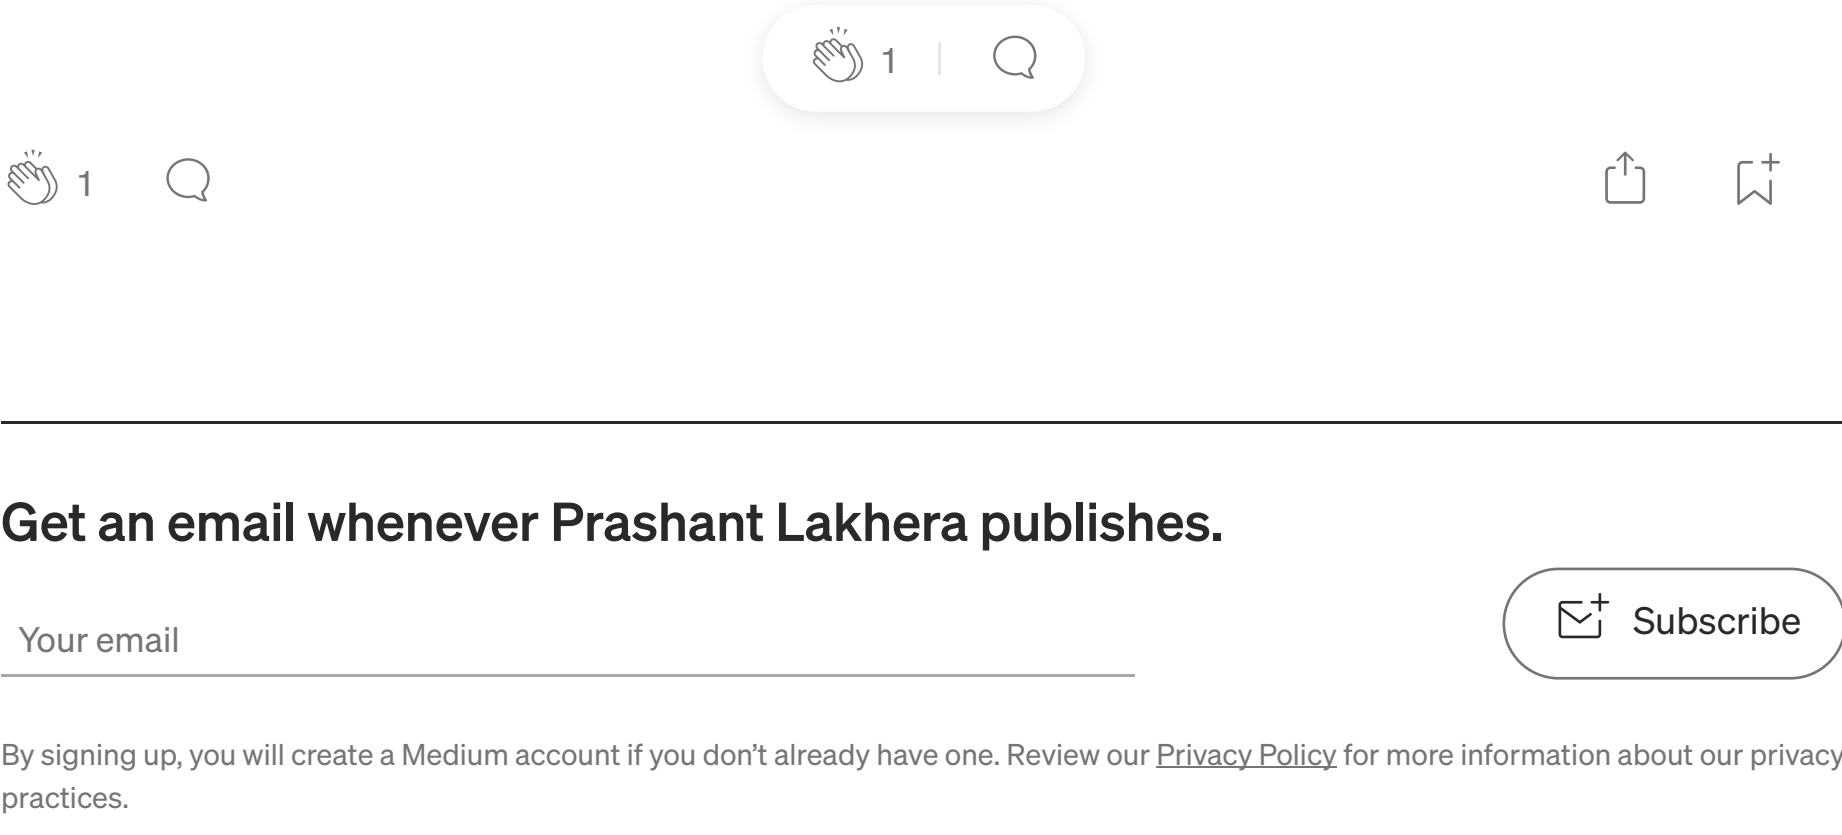 1
1
Get an email whenever Prashant Lakhera publishes.
Your email
Subscribe
By signing up, you will create a Medium account if you don’t already have one. Review our Privacy Policy for more information about our privacy
practices.